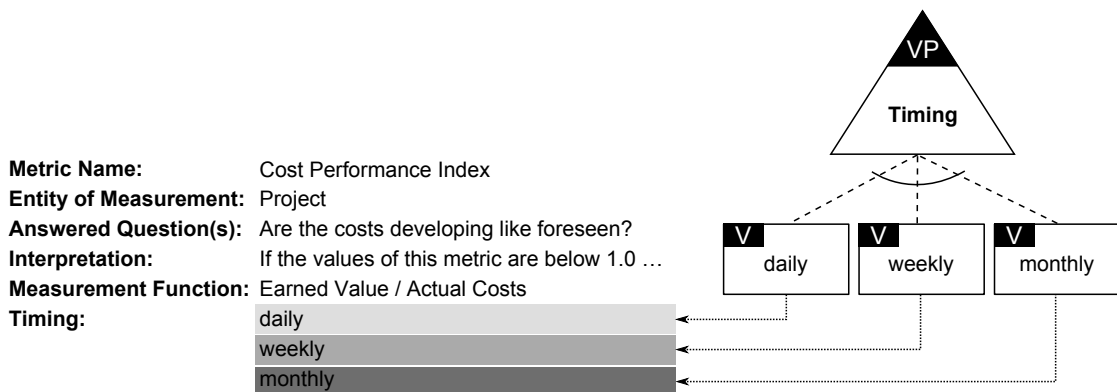 VP
Timing
V
daily
V
weekly
V
monthly
Metric Name: Cost Performance Index
Entity of Measurement: Project
Answered Question(s): Are the costs developing like foreseen?
Interpretation: If the values of this metric are below 1.0 …
Measurement Function: Earned Value / Actual Costs
Timing: daily
weekly
monthly